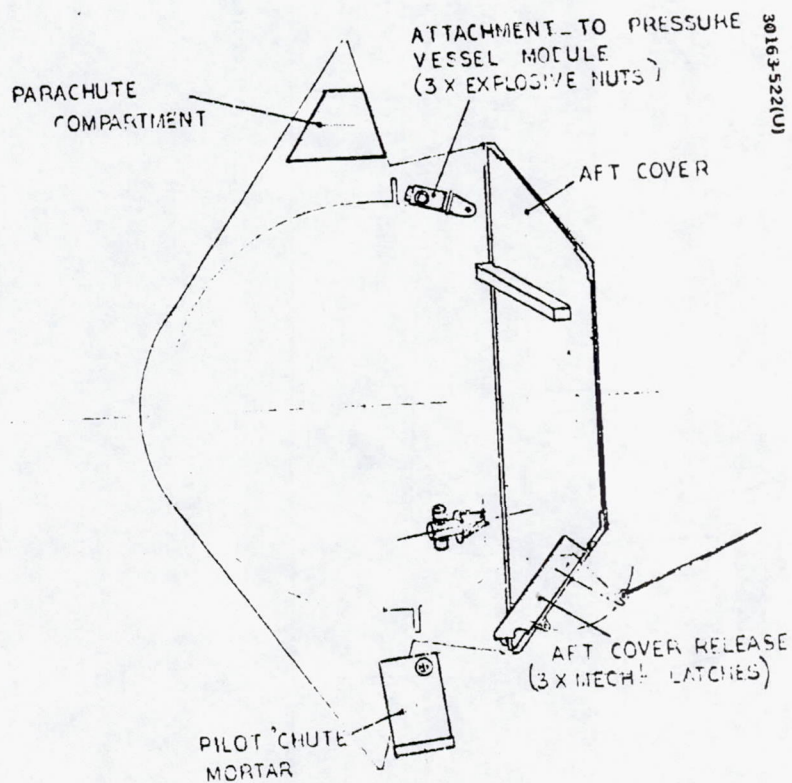 ATTACHMENT TO PRESSURE
VESSEL MODULE
(3 X EXPLOSIVE NUTS)
30163-522(U)
PARACHUTE
COMPARTMENT
AFT COVER
AFT COVER RELEASE
(3 X MECHL LATCHES)
PILOT 'CHUTE
MORTAR